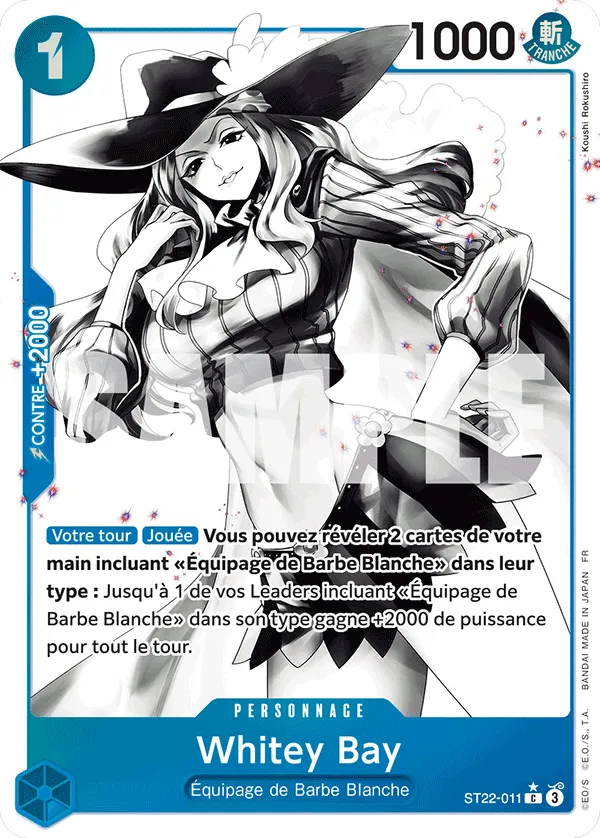 1
1000
斬
TRANCHE
Koushi Rokushiro
CONTRE +2000
SAMPLE
Votre tour Jouée Vous pouvez révéler 2 cartes de votre
main incluant «Équipage de Barbe Blanche» dans leur
type : Jusqu'à 1 de vos Leaders incluant «Équipage de
Barbe Blanche» dans son type gagne +2000 de puissance
pour tout le tour.
PERSONNAGE
Whitey Bay
Équipage de Barbe Blanche
ST22-011 C 3
©EO/S ©E.O./S., T.A. BANDAI MADE IN JAPAN FR